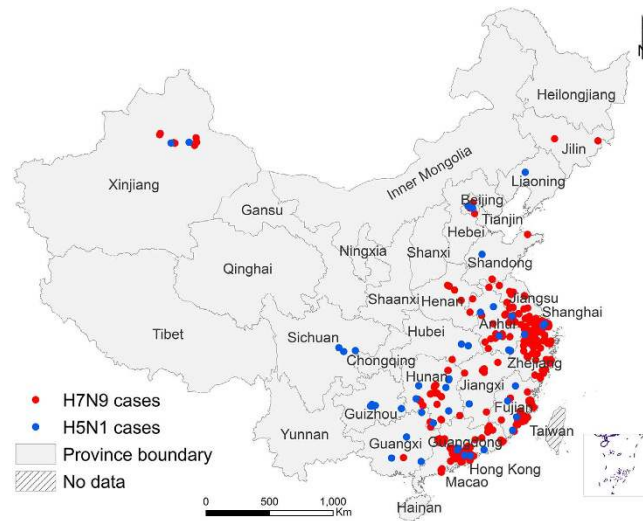 N
Heilongjiang
Jilin
Liaoning
Inner Mongolia
Beijing
Tianjin
Hebei
Xinjiang
Gansu
Ningxia
Shanxi
Shandong
Qinghai
Shaanxi
Henan
Jiangsu
Shanghai
Anhui
Tibet
Sichuan
Chongqing
Hubei
Zhejiang
Hunan
Jiangxi
Guizhou
Fujian
Yunnan
Guangxi
Guangdong
Taiwan
Hong Kong
Macao
Hainan
H7N9 cases
H5N1 cases
Province boundary
No data
0 500 1,000
Km